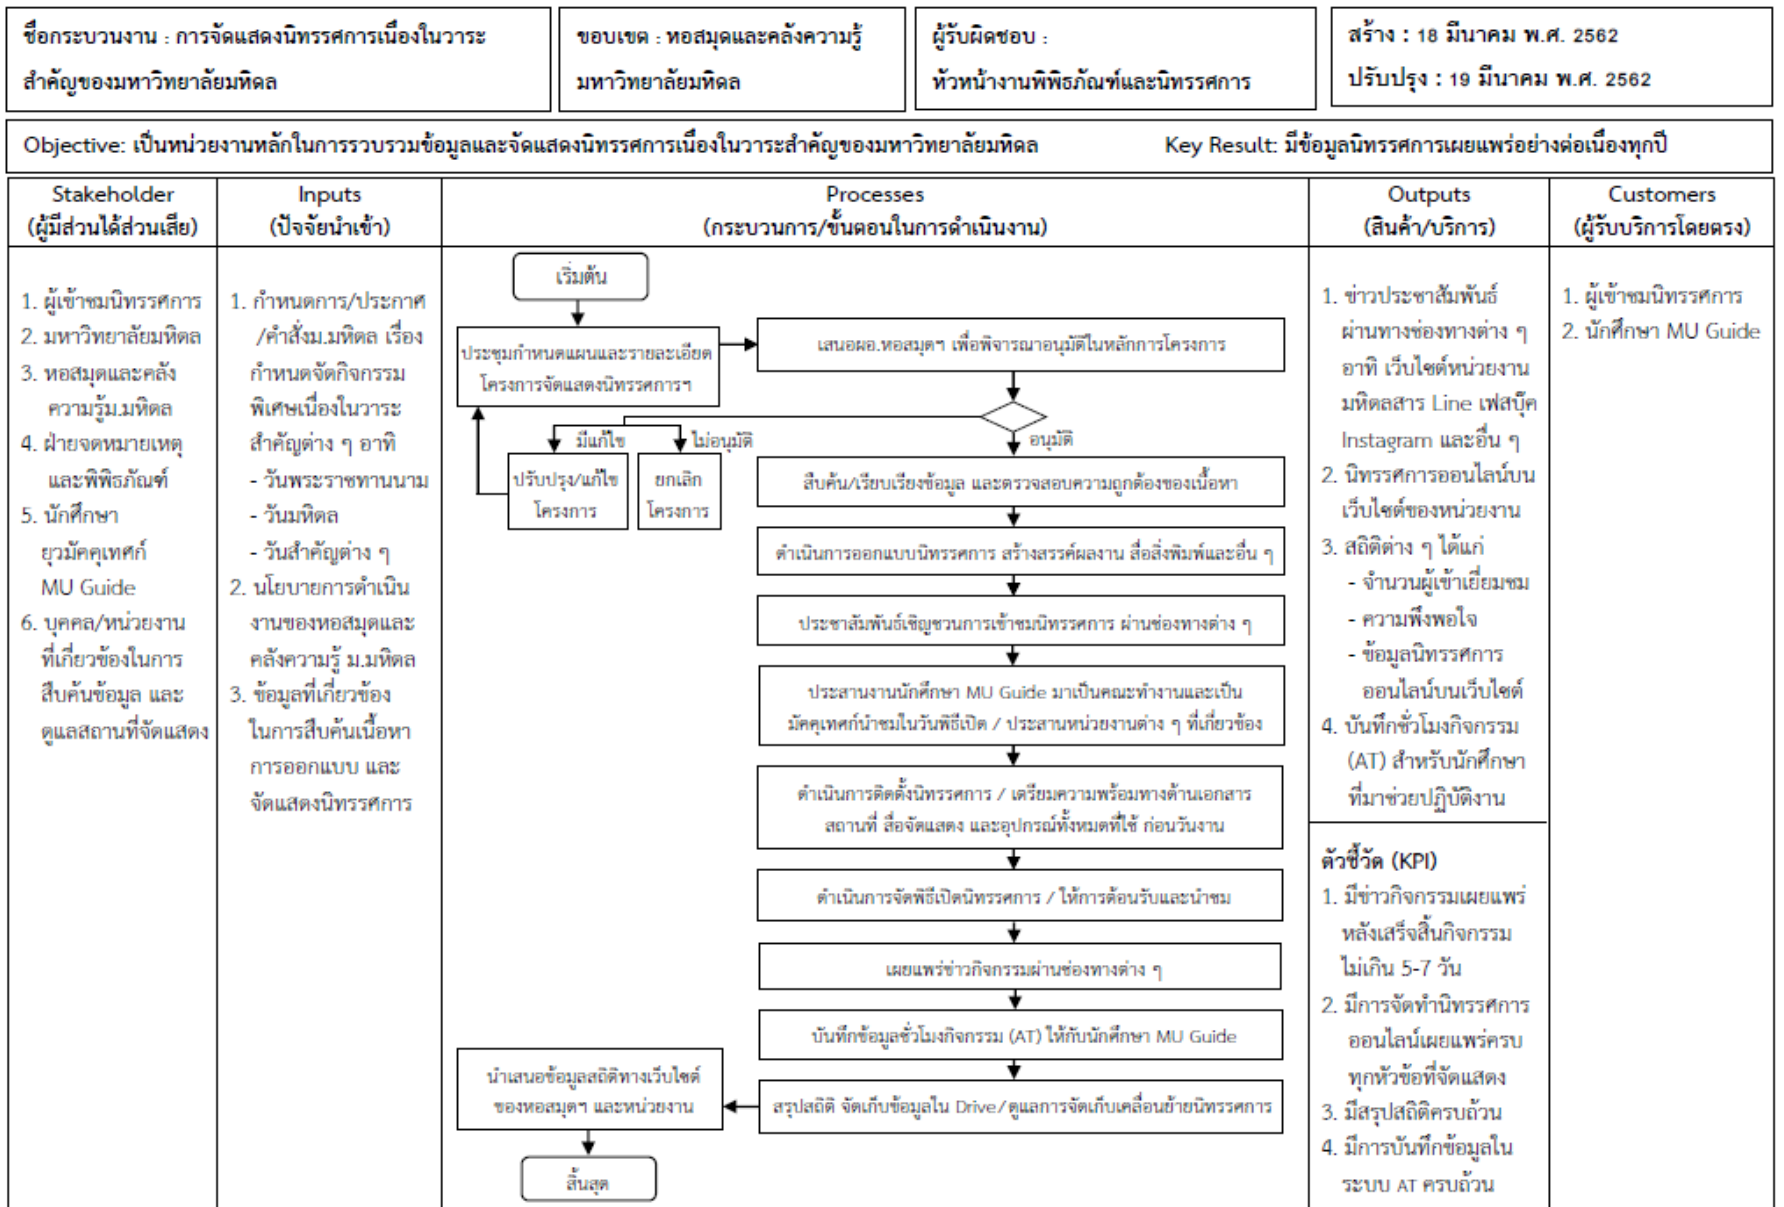 ชื่อกระบวนงาน : การจัดแสดงนิทรรศการเนื่องในวาระ
สำคัญของมหาวิทยาลัยมหิดล
ขอบเขต : หอสมุดและคลังความรู้
มหาวิทยาลัยมหิดล
ผู้รับผิดชอบ :
หัวหน้างานพิพิธภัณฑ์และนิทรรศการ
สร้าง : 18 มีนาคม พ.ศ. 2562
ปรับปรุง : 19 มีนาคม พ.ศ. 2562
Objective: เป็นหน่วยงานหลักในการรวบรวมข้อมูลและจัดแสดงนิทรรศการเนื่องในวาระสำคัญของมหาวิทยาลัยมหิดล Key Result: มีข้อมูลนิทรรศการเผยแพร่อย่างต่อเนื่องทุกปี
Stakeholder
(ผู้มีส่วนได้ส่วนเสีย)
1. ผู้เข้าชมนิทรรศการ
2. มหาวิทยาลัยมหิดล
3. หอสมุดและคลัง
ความรู้ม.มหิดล
4. ฝ่ายจดหมายเหตุ
และพิพิธภัณฑ์
5. นักศึกษา
ยุวมัคคุเทศก์
MU Guide
6. บุคคล/หน่วยงาน
ที่เกี่ยวข้องในการ
สืบค้นข้อมูล และ
ดูแลสถานที่จัดแสดง
Inputs
(ปัจจัยนำเข้า)
1. กำหนดการ/ประกาศ
/คำสั่งม.มหิดล เรื่อง
กำหนดจัดกิจกรรม
พิเศษเนื่องในวาระ
สำคัญต่าง ๆ อาทิ
- วันพระราชทานนาม
- วันมหิดล
- วันสำคัญต่าง ๆ
2. นโยบายการดำเนิน
งานของหอสมุดและ
คลังความรู้ ม.มหิดล
3. ข้อมูลที่เกี่ยวข้อง
ในการสืบค้นเนื้อหา
การออกแบบ และ
จัดแสดงนิทรรศการ
Processes
(กระบวนการ/ขั้นตอนในการดำเนินงาน)
เริ่มต้น
ประชุมกำหนดแผนและรายละเอียด
โครงการจัดแสดงนิทรรศการฯ
เสนอผอ.หอสมุดฯ เพื่อพิจารณาอนุมัติในหลักการโครงการ
มีแก้ไข
ไม่อนุมัติ
อนุมัติ
ปรับปรุง/แก้ไข
โครงการ
ยกเลิก
โครงการ
สืบค้น/เรียบเรียงข้อมูล และตรวจสอบความถูกต้องของเนื้อหา
ดำเนินการออกแบบนิทรรศการ สร้างสรรค์ผลงาน สื่อสิ่งพิมพ์และอื่น ๆ
ประชาสัมพันธ์เชิญชวนการเข้าชมนิทรรศการ ผ่านช่องทางต่าง ๆ
ประสานงานนักศึกษา MU Guide มาเป็นคณะทำงานและเป็น
มัคคุเทศก์นำชมในวันพิธีเปิด / ประสานหน่วยงานต่าง ๆ ที่เกี่ยวข้อง
ดำเนินการติดตั้งนิทรรศการ / เตรียมความพร้อมทางด้านเอกสาร
สถานที่ สื่อจัดแสดง และอุปกรณ์ทั้งหมดที่ใช้ ก่อนวันงาน
ดำเนินการจัดพิธีเปิดนิทรรศการ / ให้การต้อนรับและนำชม
เผยแพร่ข่าวกิจกรรมผ่านช่องทางต่าง ๆ
บันทึกข้อมูลชั่วโมงกิจกรรม (AT) ให้กับนักศึกษา MU Guide
สรุปสถิติ จัดเก็บข้อมูลใน Drive/ดูแลการจัดเก็บเคลื่อนย้ายนิทรรศการ
นำเสนอข้อมูลสถิติทางเว็บไซต์
ของหอสมุดฯ และหน่วยงาน
สิ้นสุด
Outputs
(สินค้า/บริการ)
1. ข่าวประชาสัมพันธ์
ผ่านทางช่องทางต่าง ๆ
อาทิ เว็บไซต์หน่วยงาน
มหิดลสาร Line เฟสบุ๊ค
Instagram และอื่น ๆ
2. นิทรรศการออนไลน์บน
เว็บไซต์ของหน่วยงาน
3. สถิติต่าง ๆ ได้แก่
- จำนวนผู้เข้าเยี่ยมชม
- ความพึงพอใจ
- ข้อมูลนิทรรศการ
ออนไลน์บนเว็บไซต์
4. บันทึกชั่วโมงกิจกรรม
(AT) สำหรับนักศึกษา
ที่มาช่วยปฏิบัติงาน
ตัวชี้วัด (KPI)
1. มีข่าวกิจกรรมเผยแพร่
หลังเสร็จสิ้นกิจกรรม
ไม่เกิน 5-7 วัน
2. มีการจัดทำนิทรรศการ
ออนไลน์เผยแพร่ครบ
ทุกหัวข้อที่จัดแสดง
3. มีสรุปสถิติครบถ้วน
4. มีการบันทึกข้อมูลใน
ระบบ AT ครบถ้วน
Customers
(ผู้รับบริการโดยตรง)
1. ผู้เข้าชมนิทรรศการ
2. นักศึกษา MU Guide